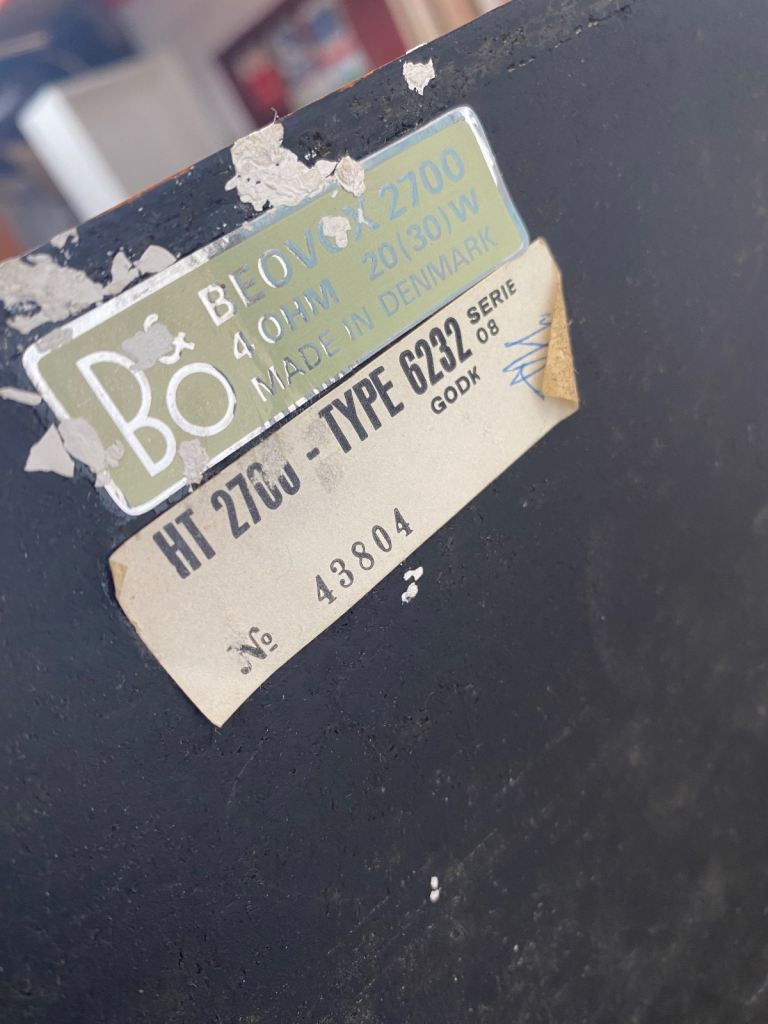 BO
BEOVOX 2700
4 OHM 20(30)W
MADE IN DENMARK
HT 2700 - TYPE 6232 SERIE 08
GODK
№ 43804